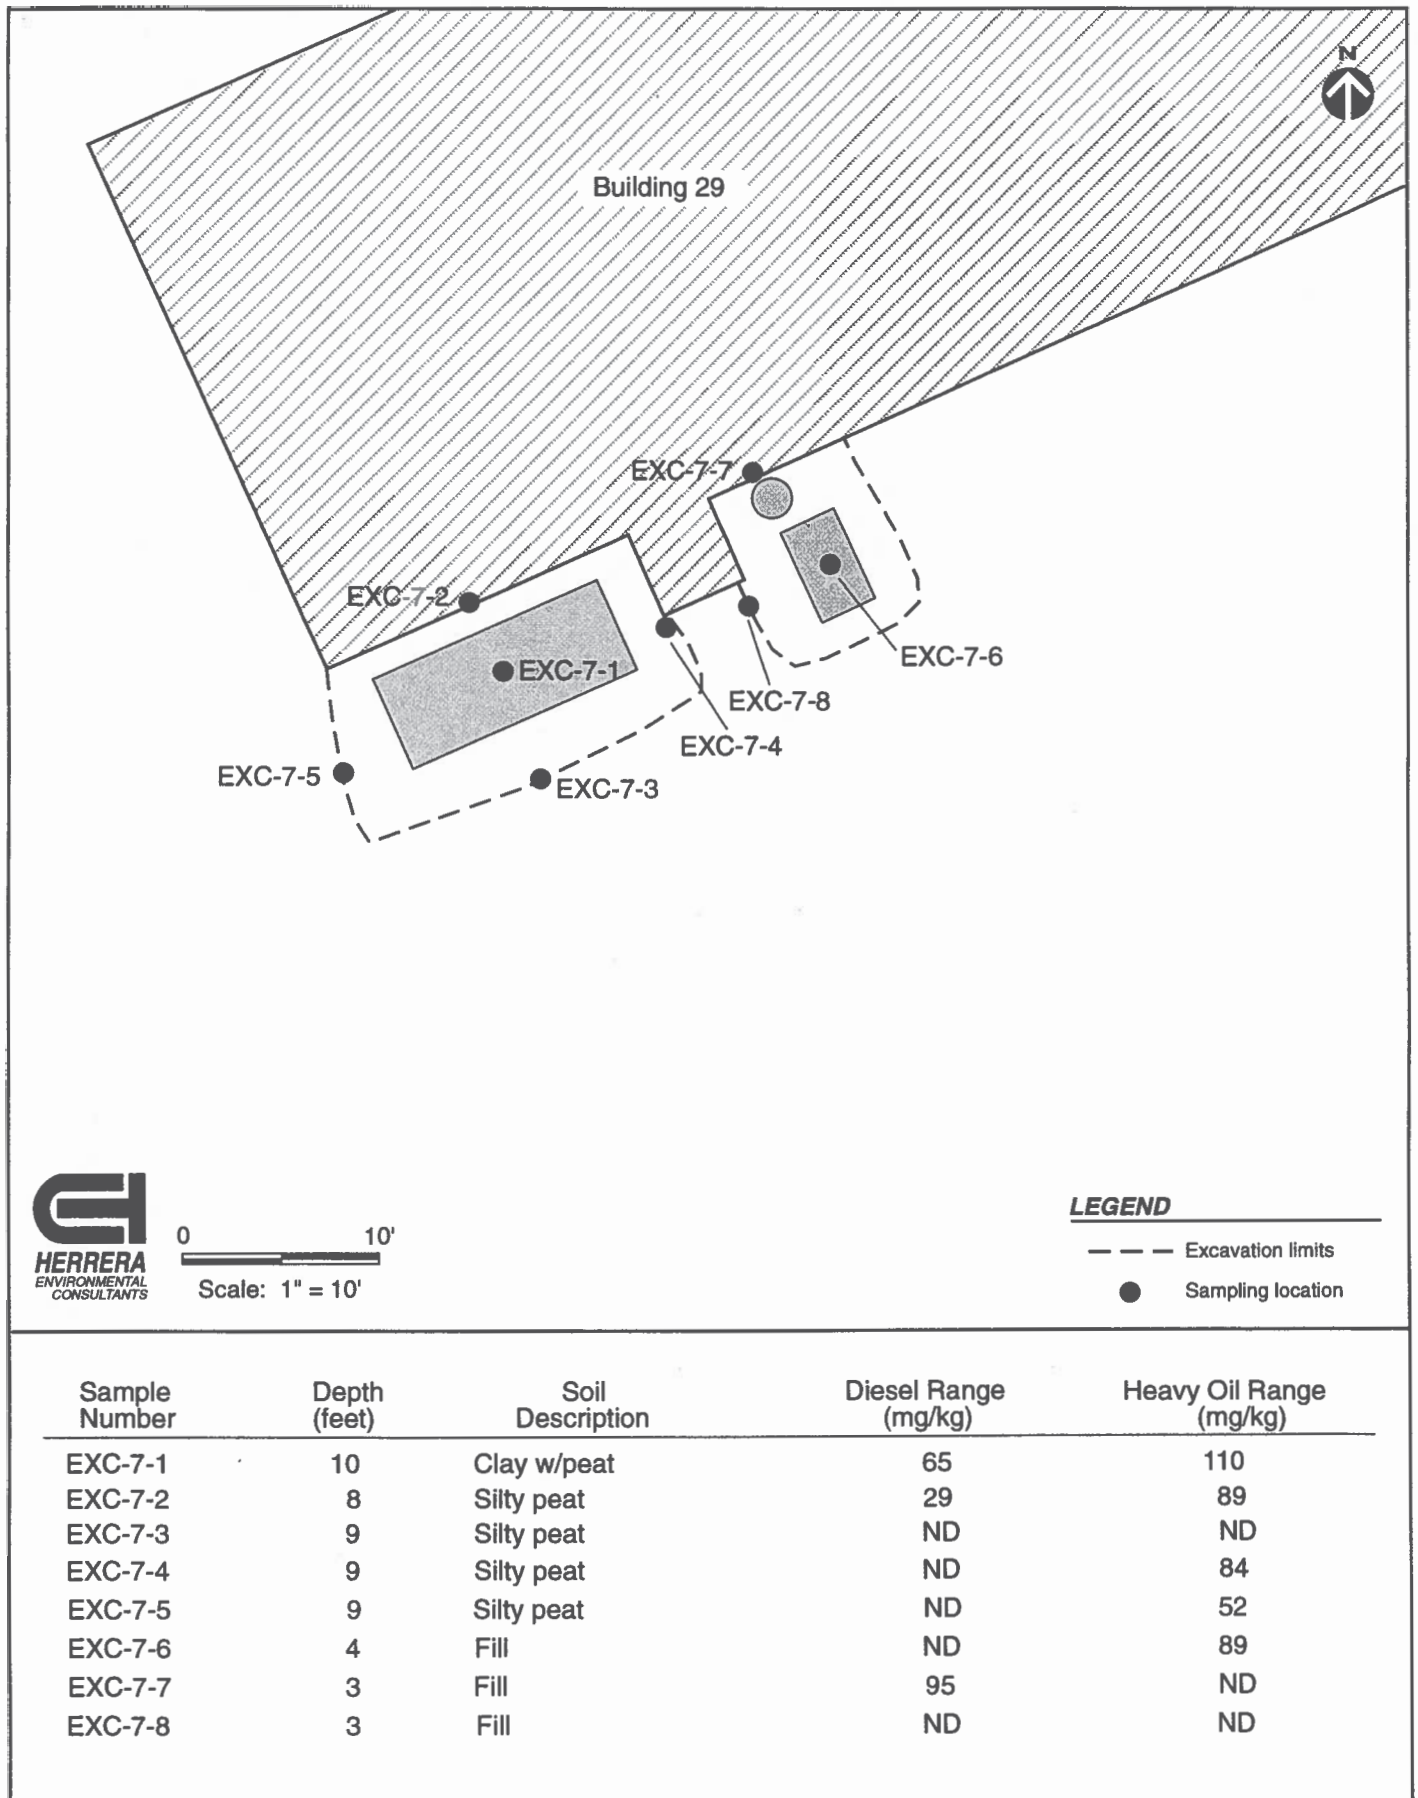 N
Building 29
EXC-7-7
EXC-7-2
EXC-7-1
EXC-7-6
EXC-7-8
EXC-7-4
EXC-7-5
EXC-7-3
HERRERA
ENVIRONMENTAL
CONSULTANTS
0 10'
Scale: 1" = 10'
LEGEND
Excavation limits
Sampling location
Sample Number Depth (feet) Soil Description Diesel Range (mg/kg) Heavy Oil Range (mg/kg)
EXC-7-1 10 Clay w/peat 65 110
EXC-7-2 8 Silty peat 29 89
EXC-7-3 9 Silty peat ND ND
EXC-7-4 9 Silty peat ND 84
EXC-7-5 9 Silty peat ND 52
EXC-7-6 4 Fill ND 89
EXC-7-7 3 Fill 95 ND
EXC-7-8 3 Fill ND ND